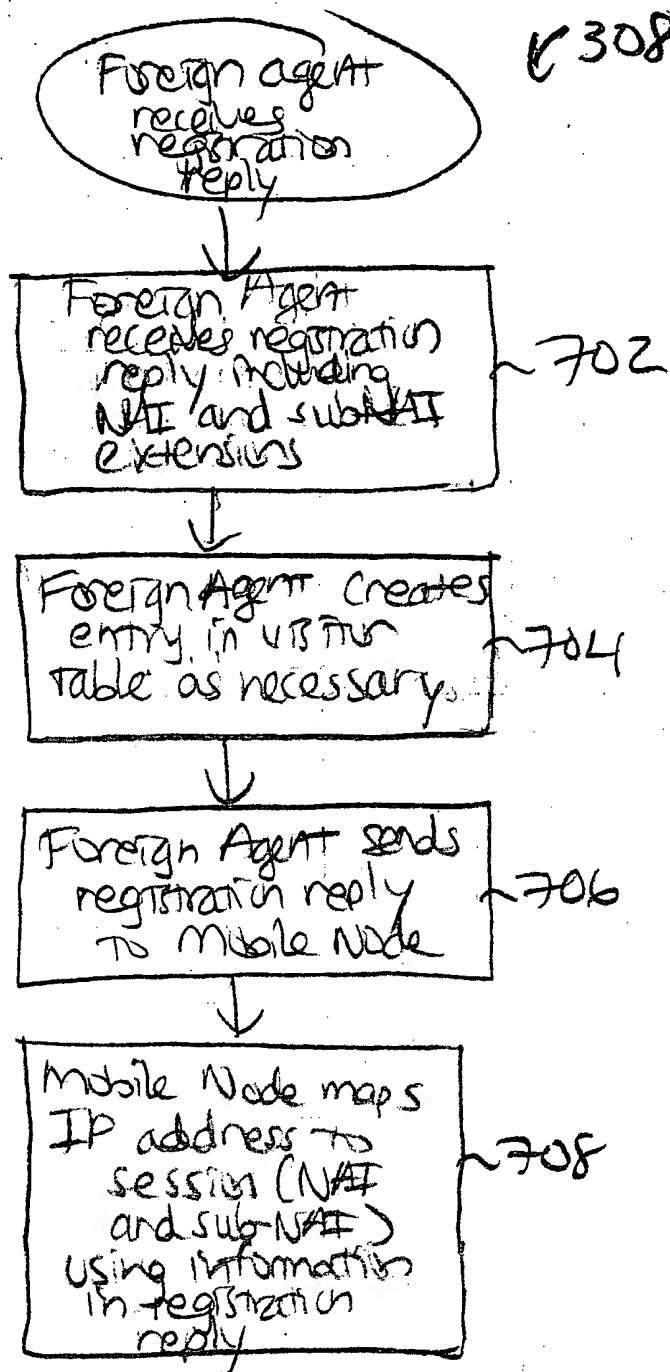 308
Foreign agent
receives
registration
reply
Foreign Agent
receives registration
reply including
NAI and sub-NAI
extensions
702
Foreign Agent creates
entry in visitor
table as necessary.
704
Foreign Agent sends
registration reply
to Mobile Node
706
Mobile Node maps
IP address to
session (NAI
and sub-NAI)
using information
in registration
reply
708